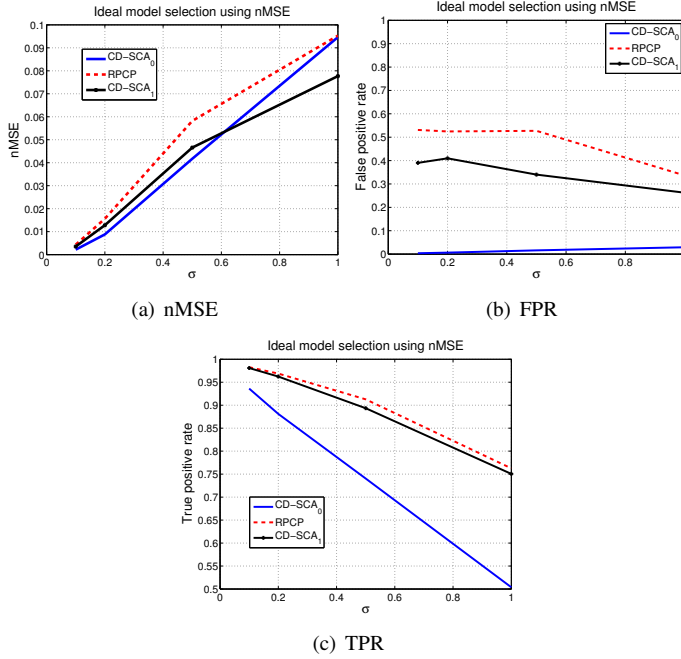 Ideal model selection using nMSE
0.1
0.09
0.08
0.07
0.06
0.05
0.04
0.03
0.02
0.01
0
nMSE
CD−SCA0
RPCP
CD−SCA1
0 0.2 0.4 0.6 0.8 1
σ
(a) nMSE
Ideal model selection using nMSE
1
0.9
0.8
0.7
0.6
0.5
0.4
0.3
0.2
0.1
0
False positive rate
CD−SCA0
RPCP
CD−SCA1
0 0.2 0.4 0.6 0.8
σ
(b) FPR
Ideal model selection using nMSE
1
0.95
0.9
0.85
0.8
0.75
0.7
0.65
0.6
0.55
0.5
True positive rate
CD−SCA0
RPCP
CD−SCA1
0 0.2 0.4 0.6 0.8 1
σ
(c) TPR